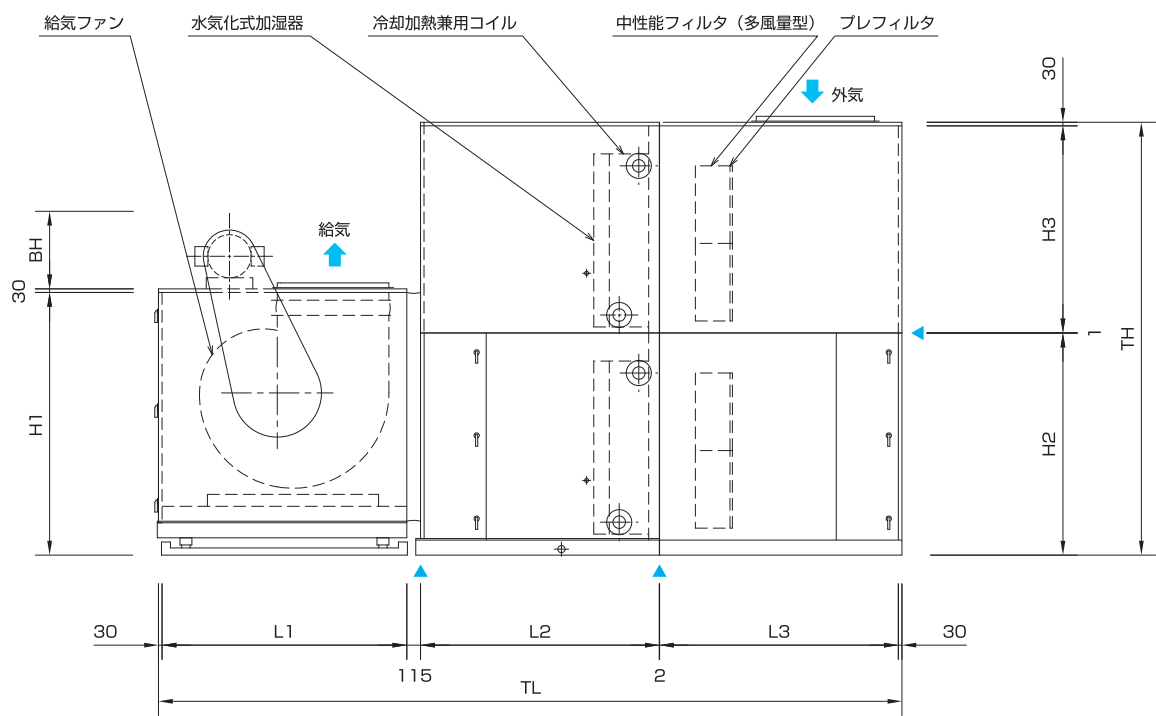 給気ファン
水気化式加湿器
冷却加熱兼用コイル
中性能フィルタ（多風量型）
プレフィルタ
外気
30
給気
BH
30
H3
1
TH
H1
H2
30
L1
L2
L3
30
115
2
TL